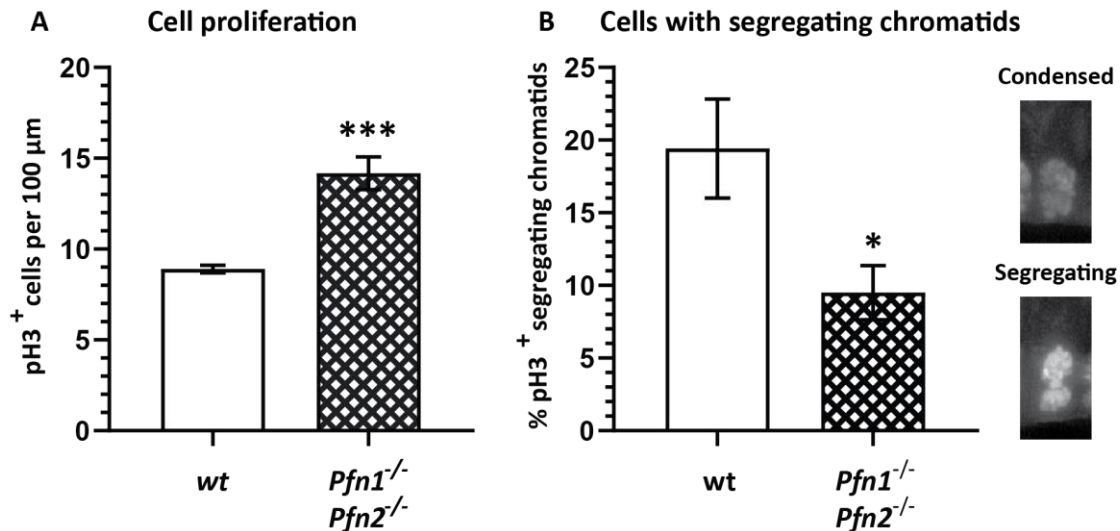 A Cell proliferation
pH3 + cells per 100 µm
20
15
10
5
0
***
wt
Pfn1-/-
Pfn2-/-
B Cells with segregating chromatids
% pH3 + segregating chromatids
25
20
15
10
5
0
*
wt
Pfn1-/-
Pfn2-/-
Condensed
Segregating